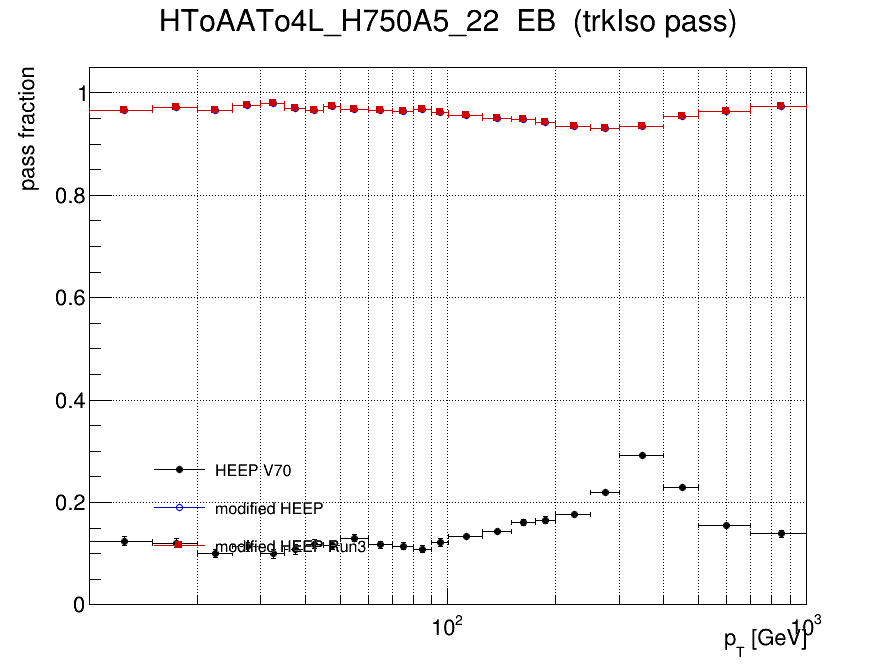 HToAATo4L_H750A5_22 EB (trkIso pass)
pass fraction
1
0.8
0.6
0.4
0.2
0
HEEP V70
modified HEEP
modified HEEP Run3
10²
10³
p_T [GeV]